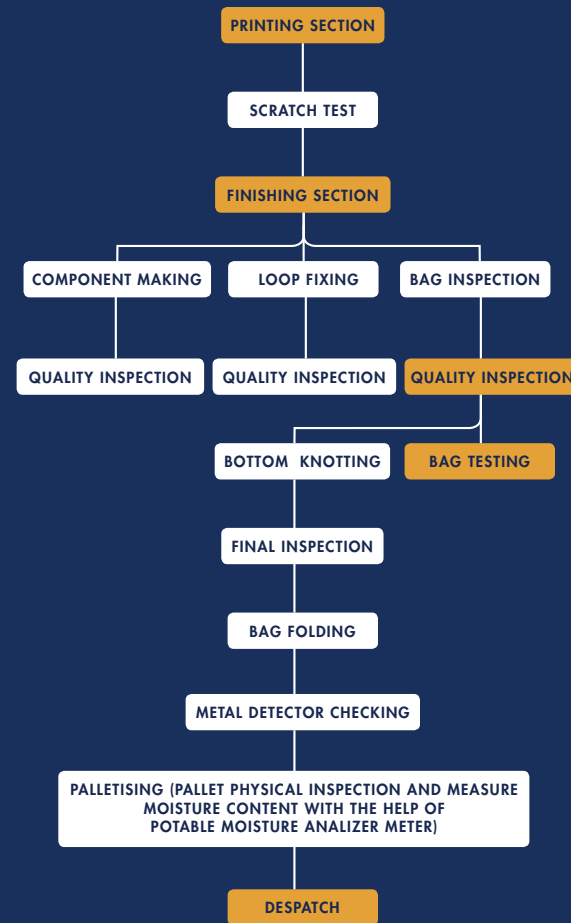 PRINTING SECTION
SCRATCH TEST
FINISHING SECTION
COMPONENT MAKING
LOOP FIXING
BAG INSPECTION
QUALITY INSPECTION
QUALITY INSPECTION
QUALITY INSPECTION
BOTTOM KNOTTING
BAG TESTING
FINAL INSPECTION
BAG FOLDING
METAL DETECTOR CHECKING
PALLETISING (PALLET PHYSICAL INSPECTION AND MEASURE
MOISTURE CONTENT WITH THE HELP OF
POTABLE MOISTURE ANALIZER METER)
DESPATCH